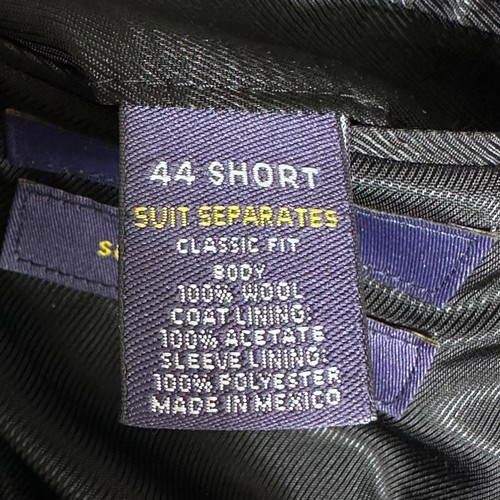 44 SHORT
SUIT SEPARATES
CLASSIC FIT
BODY
100% WOOL
COAT LINING:
100% ACETATE
SLEEVE LINING:
100% POLYESTER
MADE IN MEXICO